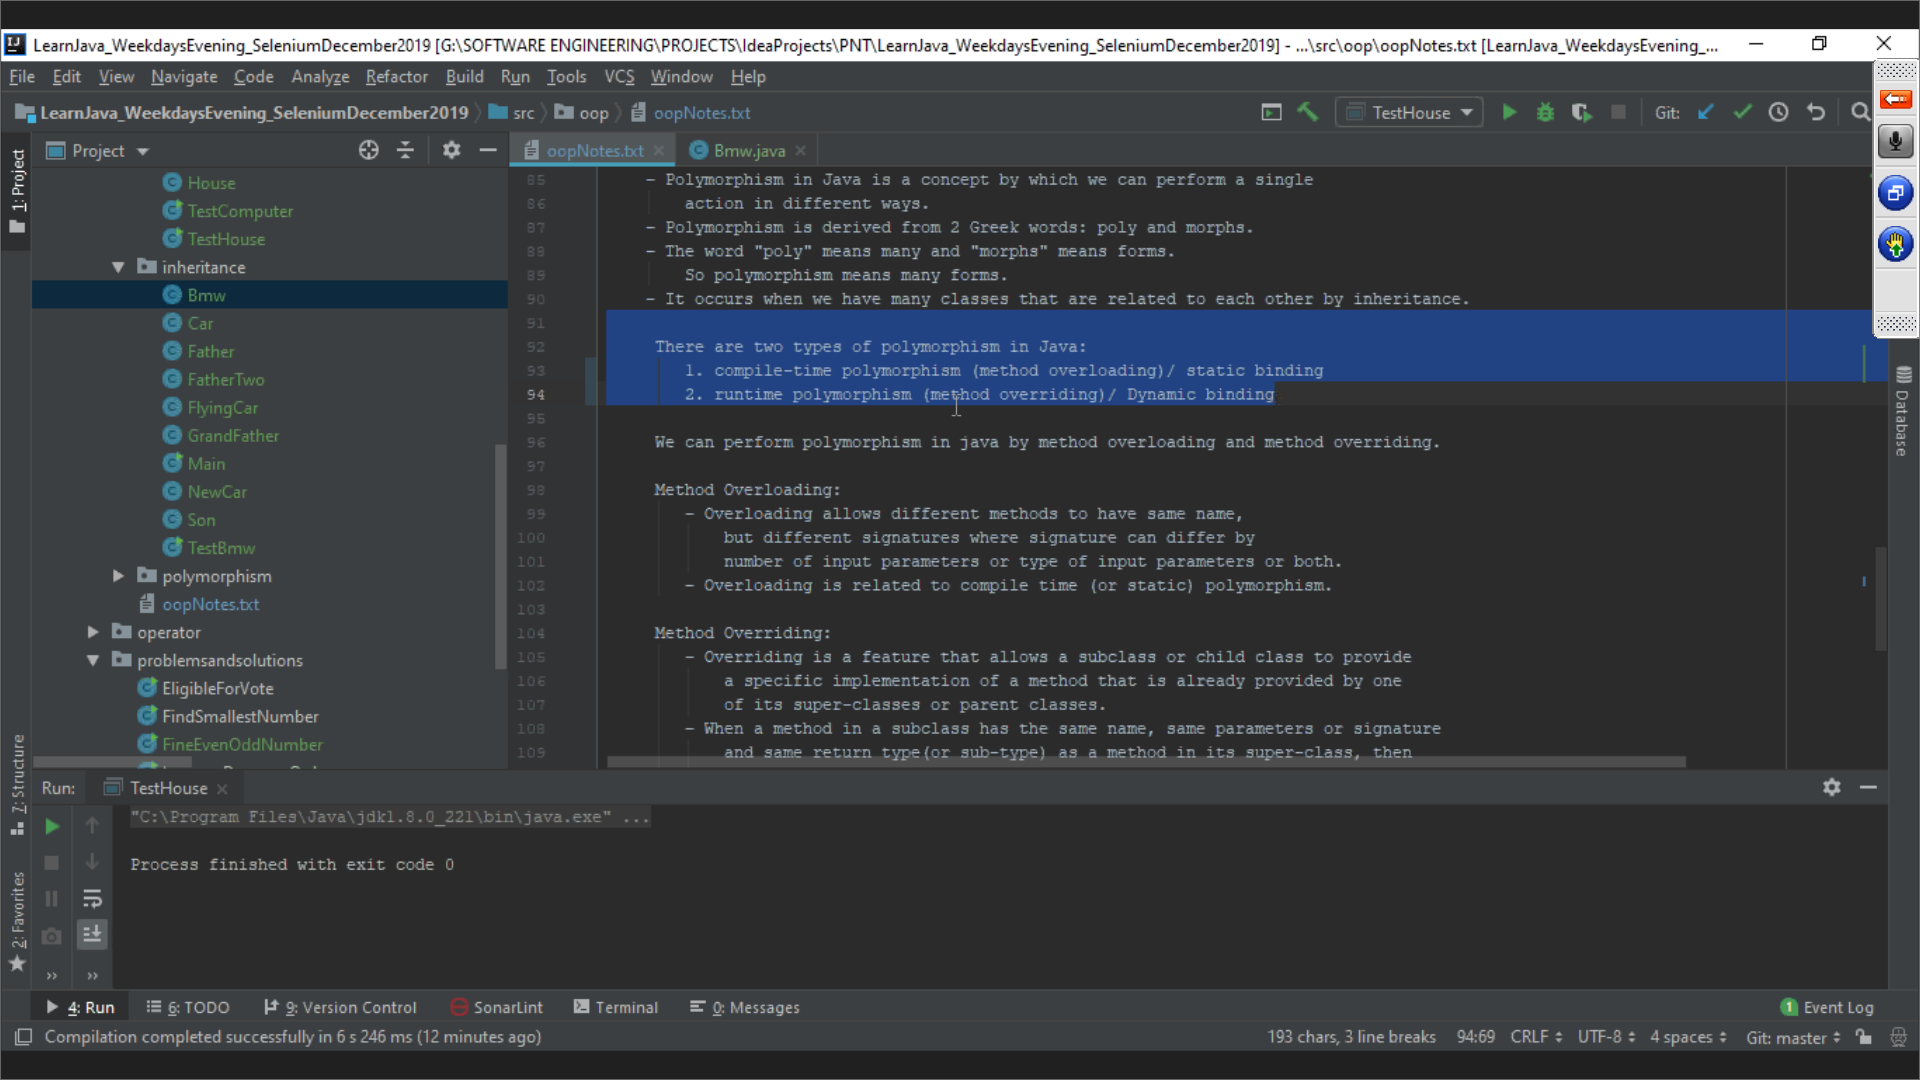 LearnJava_WeekdaysEvening_SeleniumDecember2019 [G:\SOFTWARE ENGINEERING\PROJECTS\IdeaProjects\PNT\LearnJava_WeekdaysEvening_SeleniumDecember2019] - ...\src\oop\oopNotes.txt [LearnJava_WeekdaysEvening_...
File Edit View Navigate Code Analyze Refactor Build Run Tools VCS Window Help
LearnJava_WeekdaysEvening_SeleniumDecember2019 src oop oopNotes.txt TestHouse Git:
1: Project
Project
oopNotes.txt Bmw.java
House
TestComputer
TestHouse
inheritance
Bmw
Car
Father
FatherTwo
FlyingCar
GrandFather
Main
NewCar
Son
TestBmw
polymorphism
oopNotes.txt
operator
problemsandsolutions
EligibleForVote
FindSmallestNumber
FineEvenOddNumber
85 - Polymorphism in Java is a concept by which we can perform a single
86 action in different ways.
87 - Polymorphism is derived from 2 Greek words: poly and morphs.
88 - The word "poly" means many and "morphs" means forms.
89 So polymorphism means many forms.
90 - It occurs when we have many classes that are related to each other by inheritance.
91
92 There are two types of polymorphism in Java:
93 1. compile-time polymorphism (method overloading)/ static binding
94 2. runtime polymorphism (method overriding)/ Dynamic binding
95
96 We can perform polymorphism in java by method overloading and method overriding.
97
98 Method Overloading:
99 - Overloading allows different methods to have same name,
100 but different signatures where signature can differ by
101 number of input parameters or type of input parameters or both.
102 - Overloading is related to compile time (or static) polymorphism.
103
104 Method Overriding:
105 - Overriding is a feature that allows a subclass or child class to provide
106 a specific implementation of a method that is already provided by one
107 of its super-classes or parent classes.
108 - When a method in a subclass has the same name, same parameters or signature
109 and same return type(or sub-type) as a method in its super-class, then
Database
7: Structure
2: Favorites
Run: TestHouse
"C:\Program Files\Java\jdk1.8.0_221\bin\java.exe" ...
Process finished with exit code 0
4: Run 6: TODO 9: Version Control SonarLint Terminal 0: Messages 1 Event Log
Compilation completed successfully in 6 s 246 ms (12 minutes ago) 193 chars, 3 line breaks 94:69 CRLF UTF-8 4 spaces Git: master